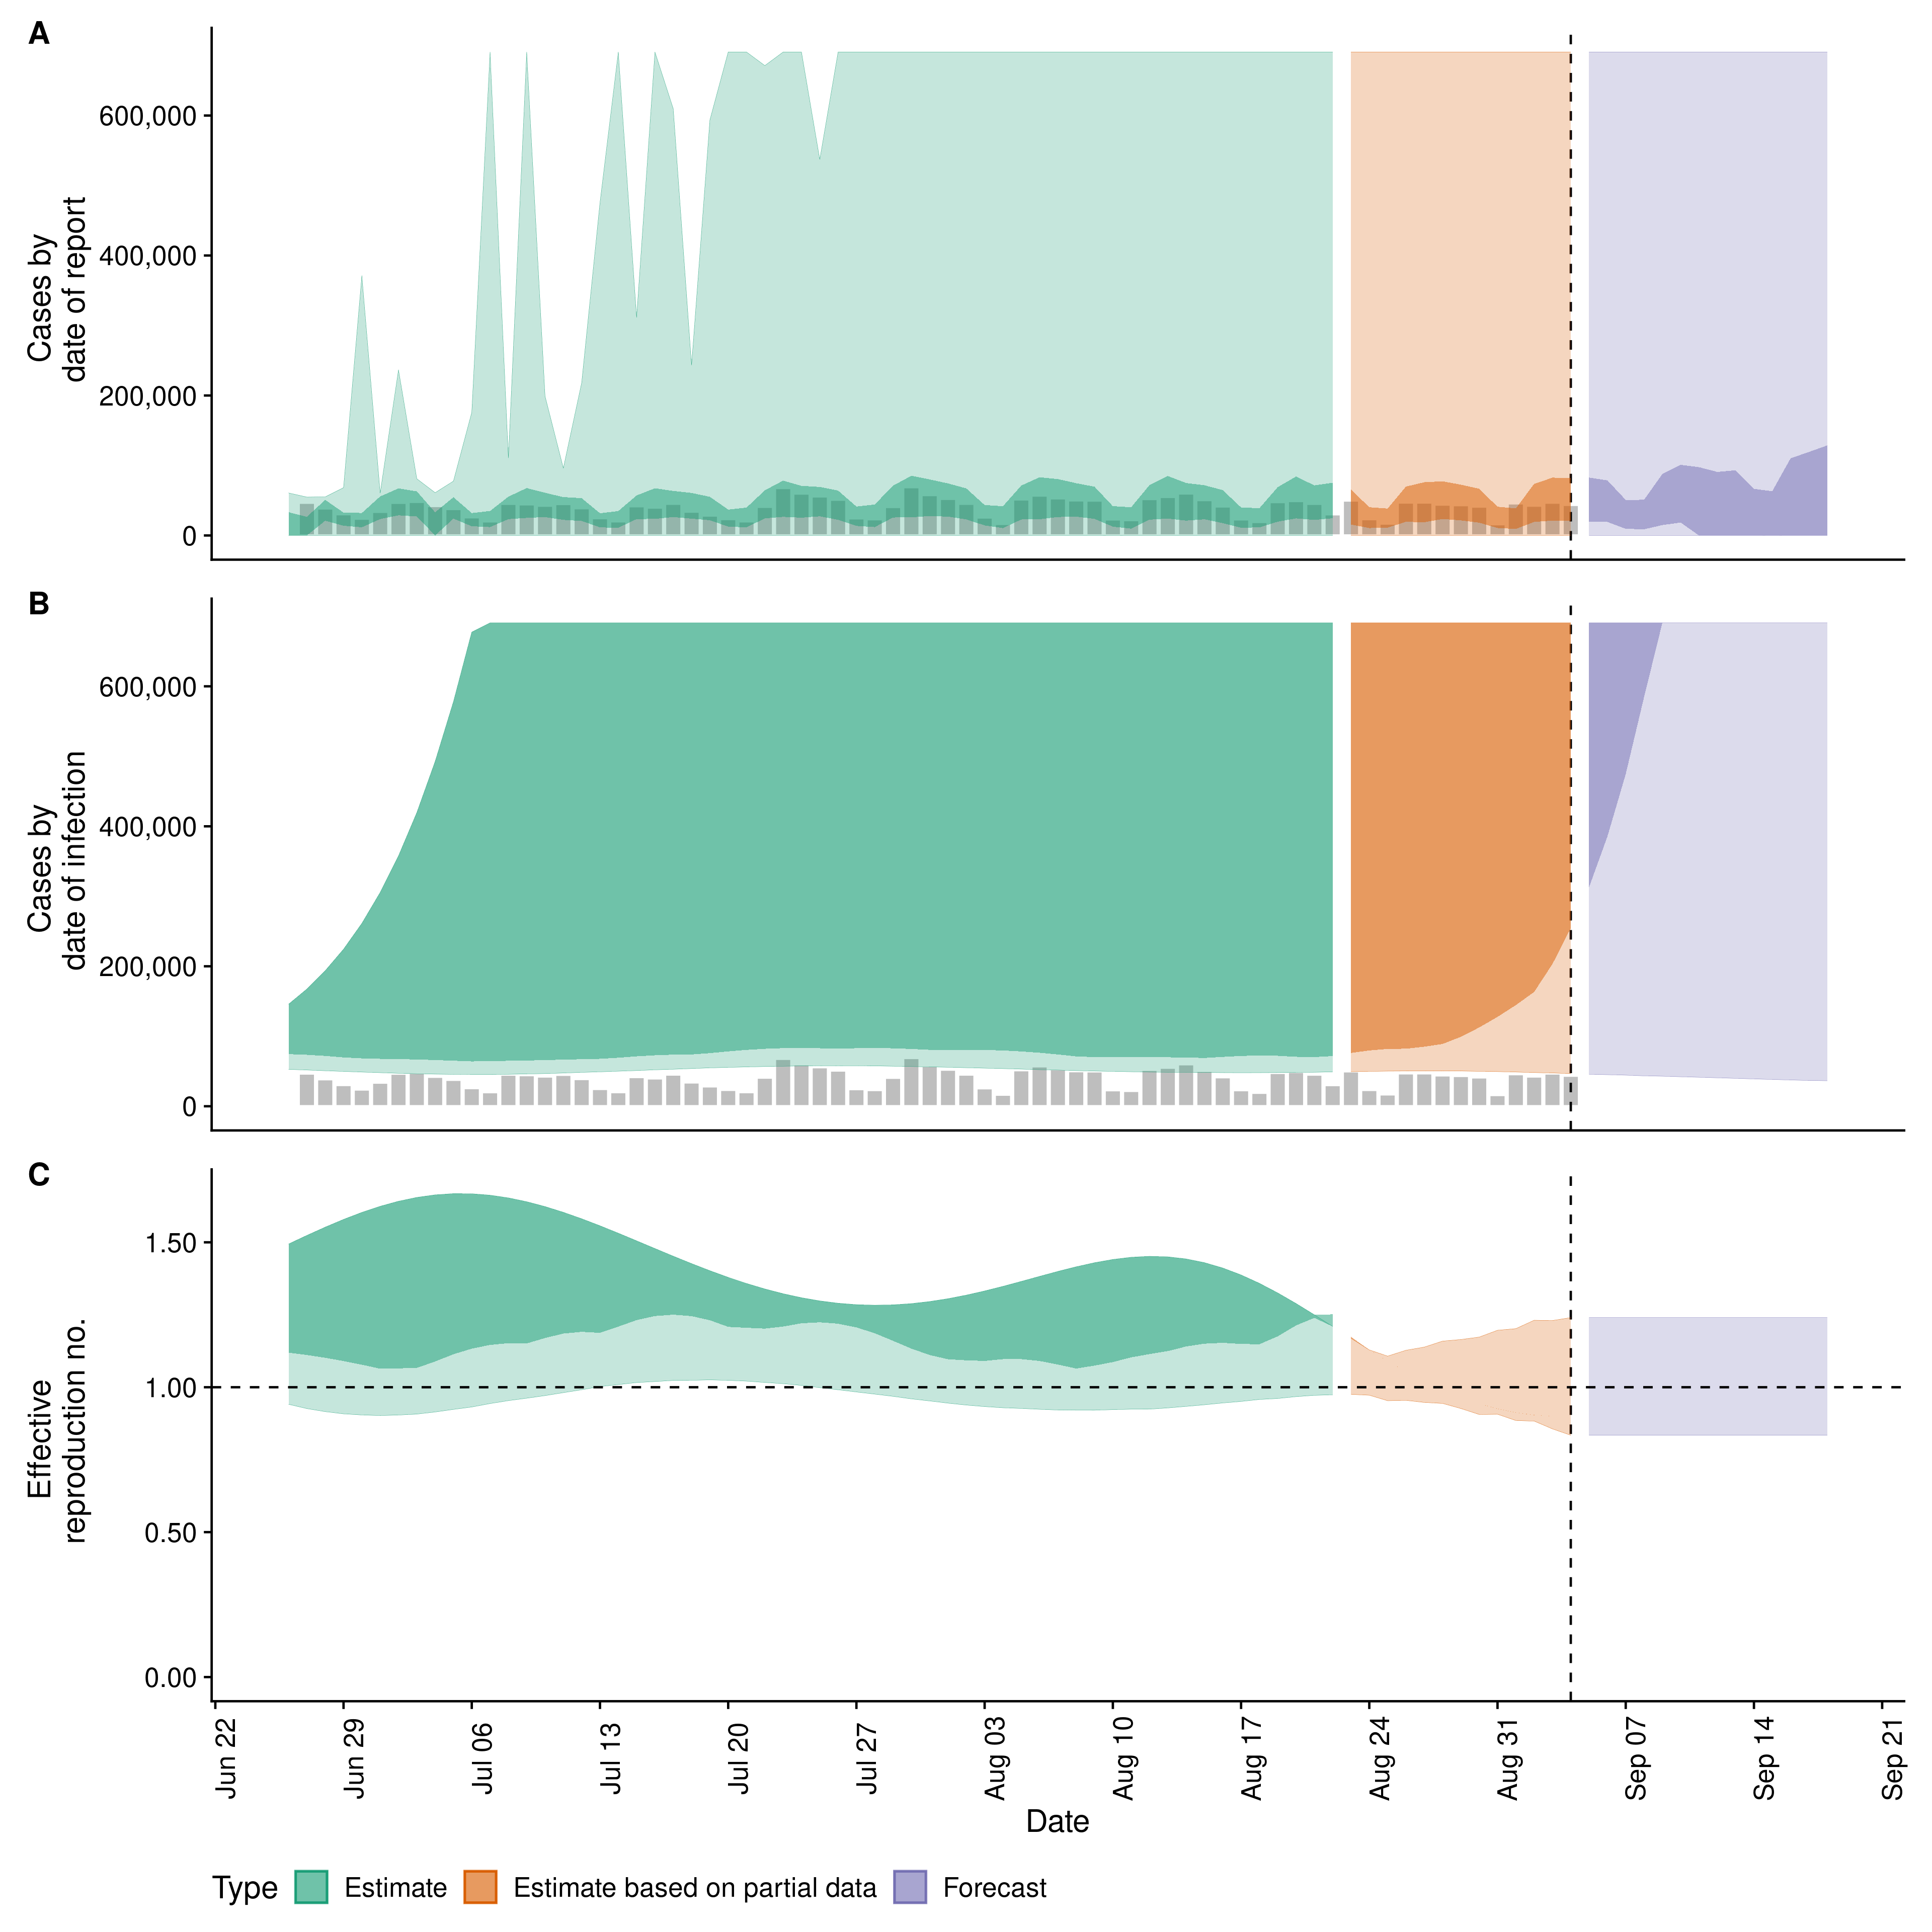 A
Cases by
date of report
600,000
400,000
200,000
0
B
Cases by
date of infection
600,000
400,000
200,000
0
C
Effective
reproduction no.
1.50
1.00
0.50
0.00
Jun 22
Jun 29
Jul 06
Jul 13
Jul 20
Jul 27
Aug 03
Aug 10
Aug 17
Aug 24
Aug 31
Sep 07
Sep 14
Sep 21
Date
Type Estimate Estimate based on partial data Forecast